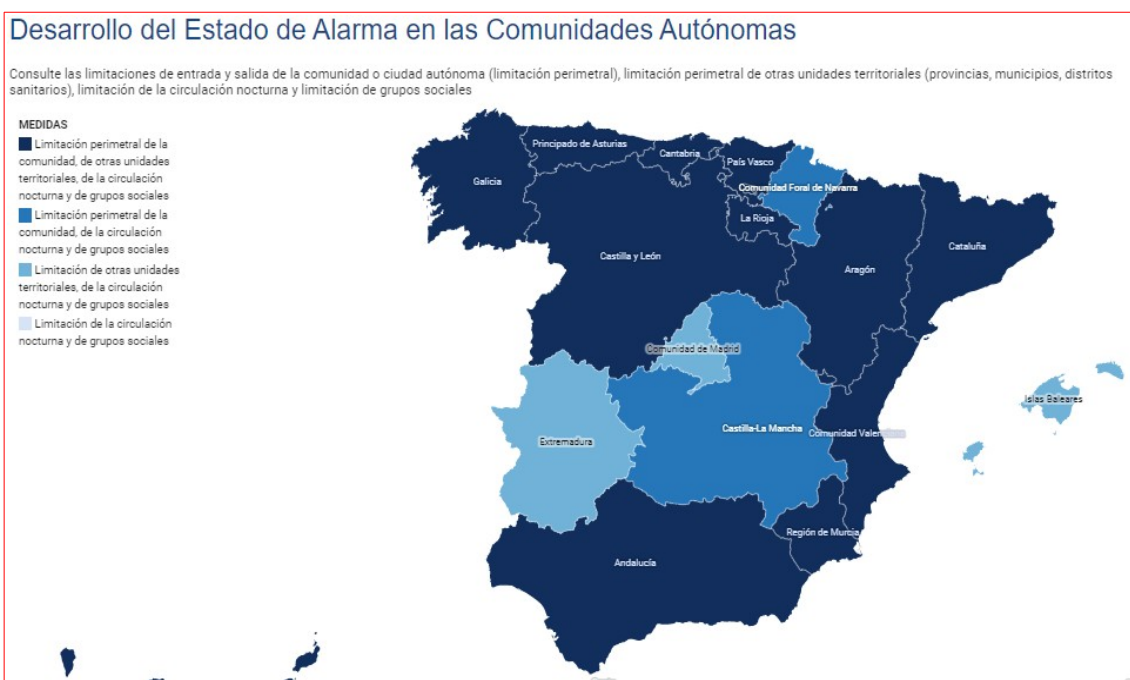 Desarrollo del Estado de Alarma en las Comunidades Autónomas
Consulte las limitaciones de entrada y salida de la comunidad o ciudad autónoma (limitación perimetral), limitación perimetral de otras unidades territoriales (provincias, municipios, distritos
sanitarios), limitación de la circulación nocturna y limitación de grupos sociales
MEDIDAS
Limitación perimetral de la
comunidad, de otras unidades
territoriales, de la circulación
nocturna y de grupos sociales
Limitación perimetral de la
comunidad, de la circulación
nocturna y de grupos sociales
Limitación de otras unidades
territoriales, de la circulación
nocturna y de grupos sociales
Limitación de la circulación
nocturna y de grupos sociales
Principado de Asturias
Cantabria
País Vasco
Galicia
Comunidad Foral de Navarra
La Rioja
Cataluña
Castilla y León
Aragón
Comunidad de Madrid
Islas Baleares
Castilla-La Mancha
Comunidad Valenciana
Extremadura
Región de Murcia
Andalucía